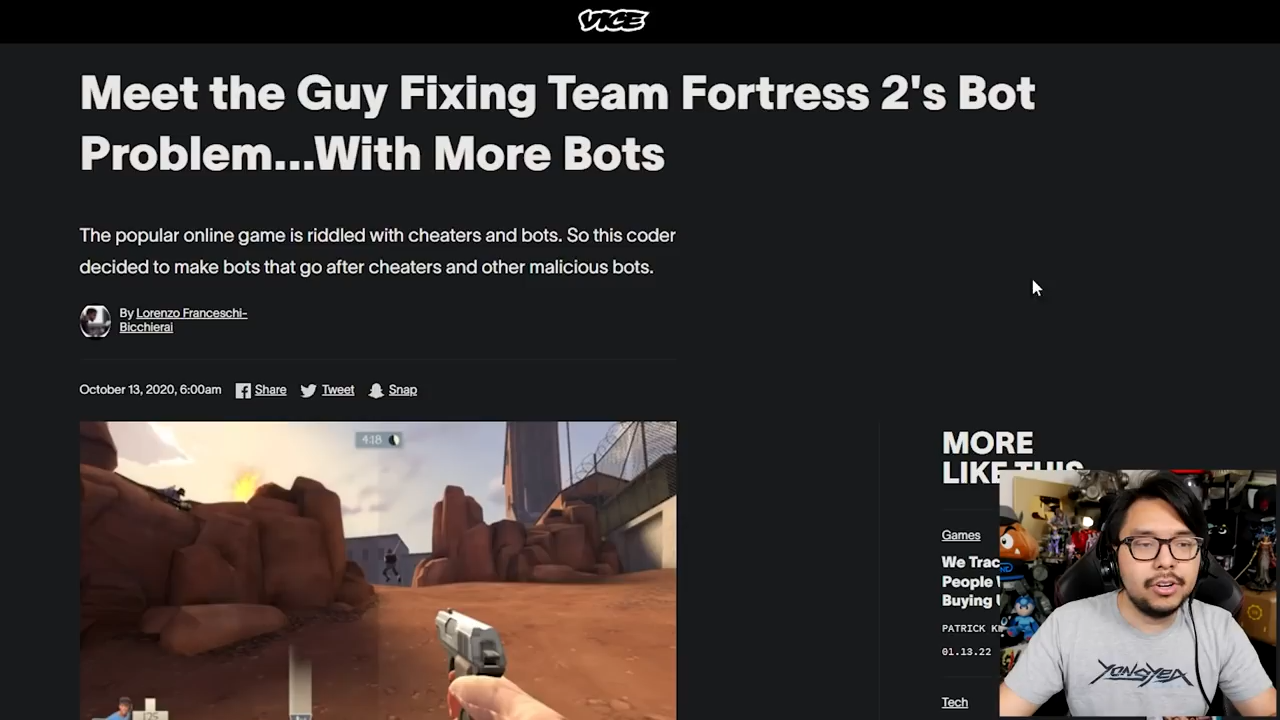 VICE
Meet the Guy Fixing Team Fortress 2's Bot
Problem...With More Bots
The popular online game is riddled with cheaters and bots. So this coder
decided to make bots that go after cheaters and other malicious bots.
By Lorenzo Franceschi-
Bicchierai
October 13, 2020, 6:00am
Share
Tweet
Snap
4:18
125
MORE
LIKE THIS
Games
We Trac
People
Buying
PATRICK K
01.13.22
Tech
YONGYEA